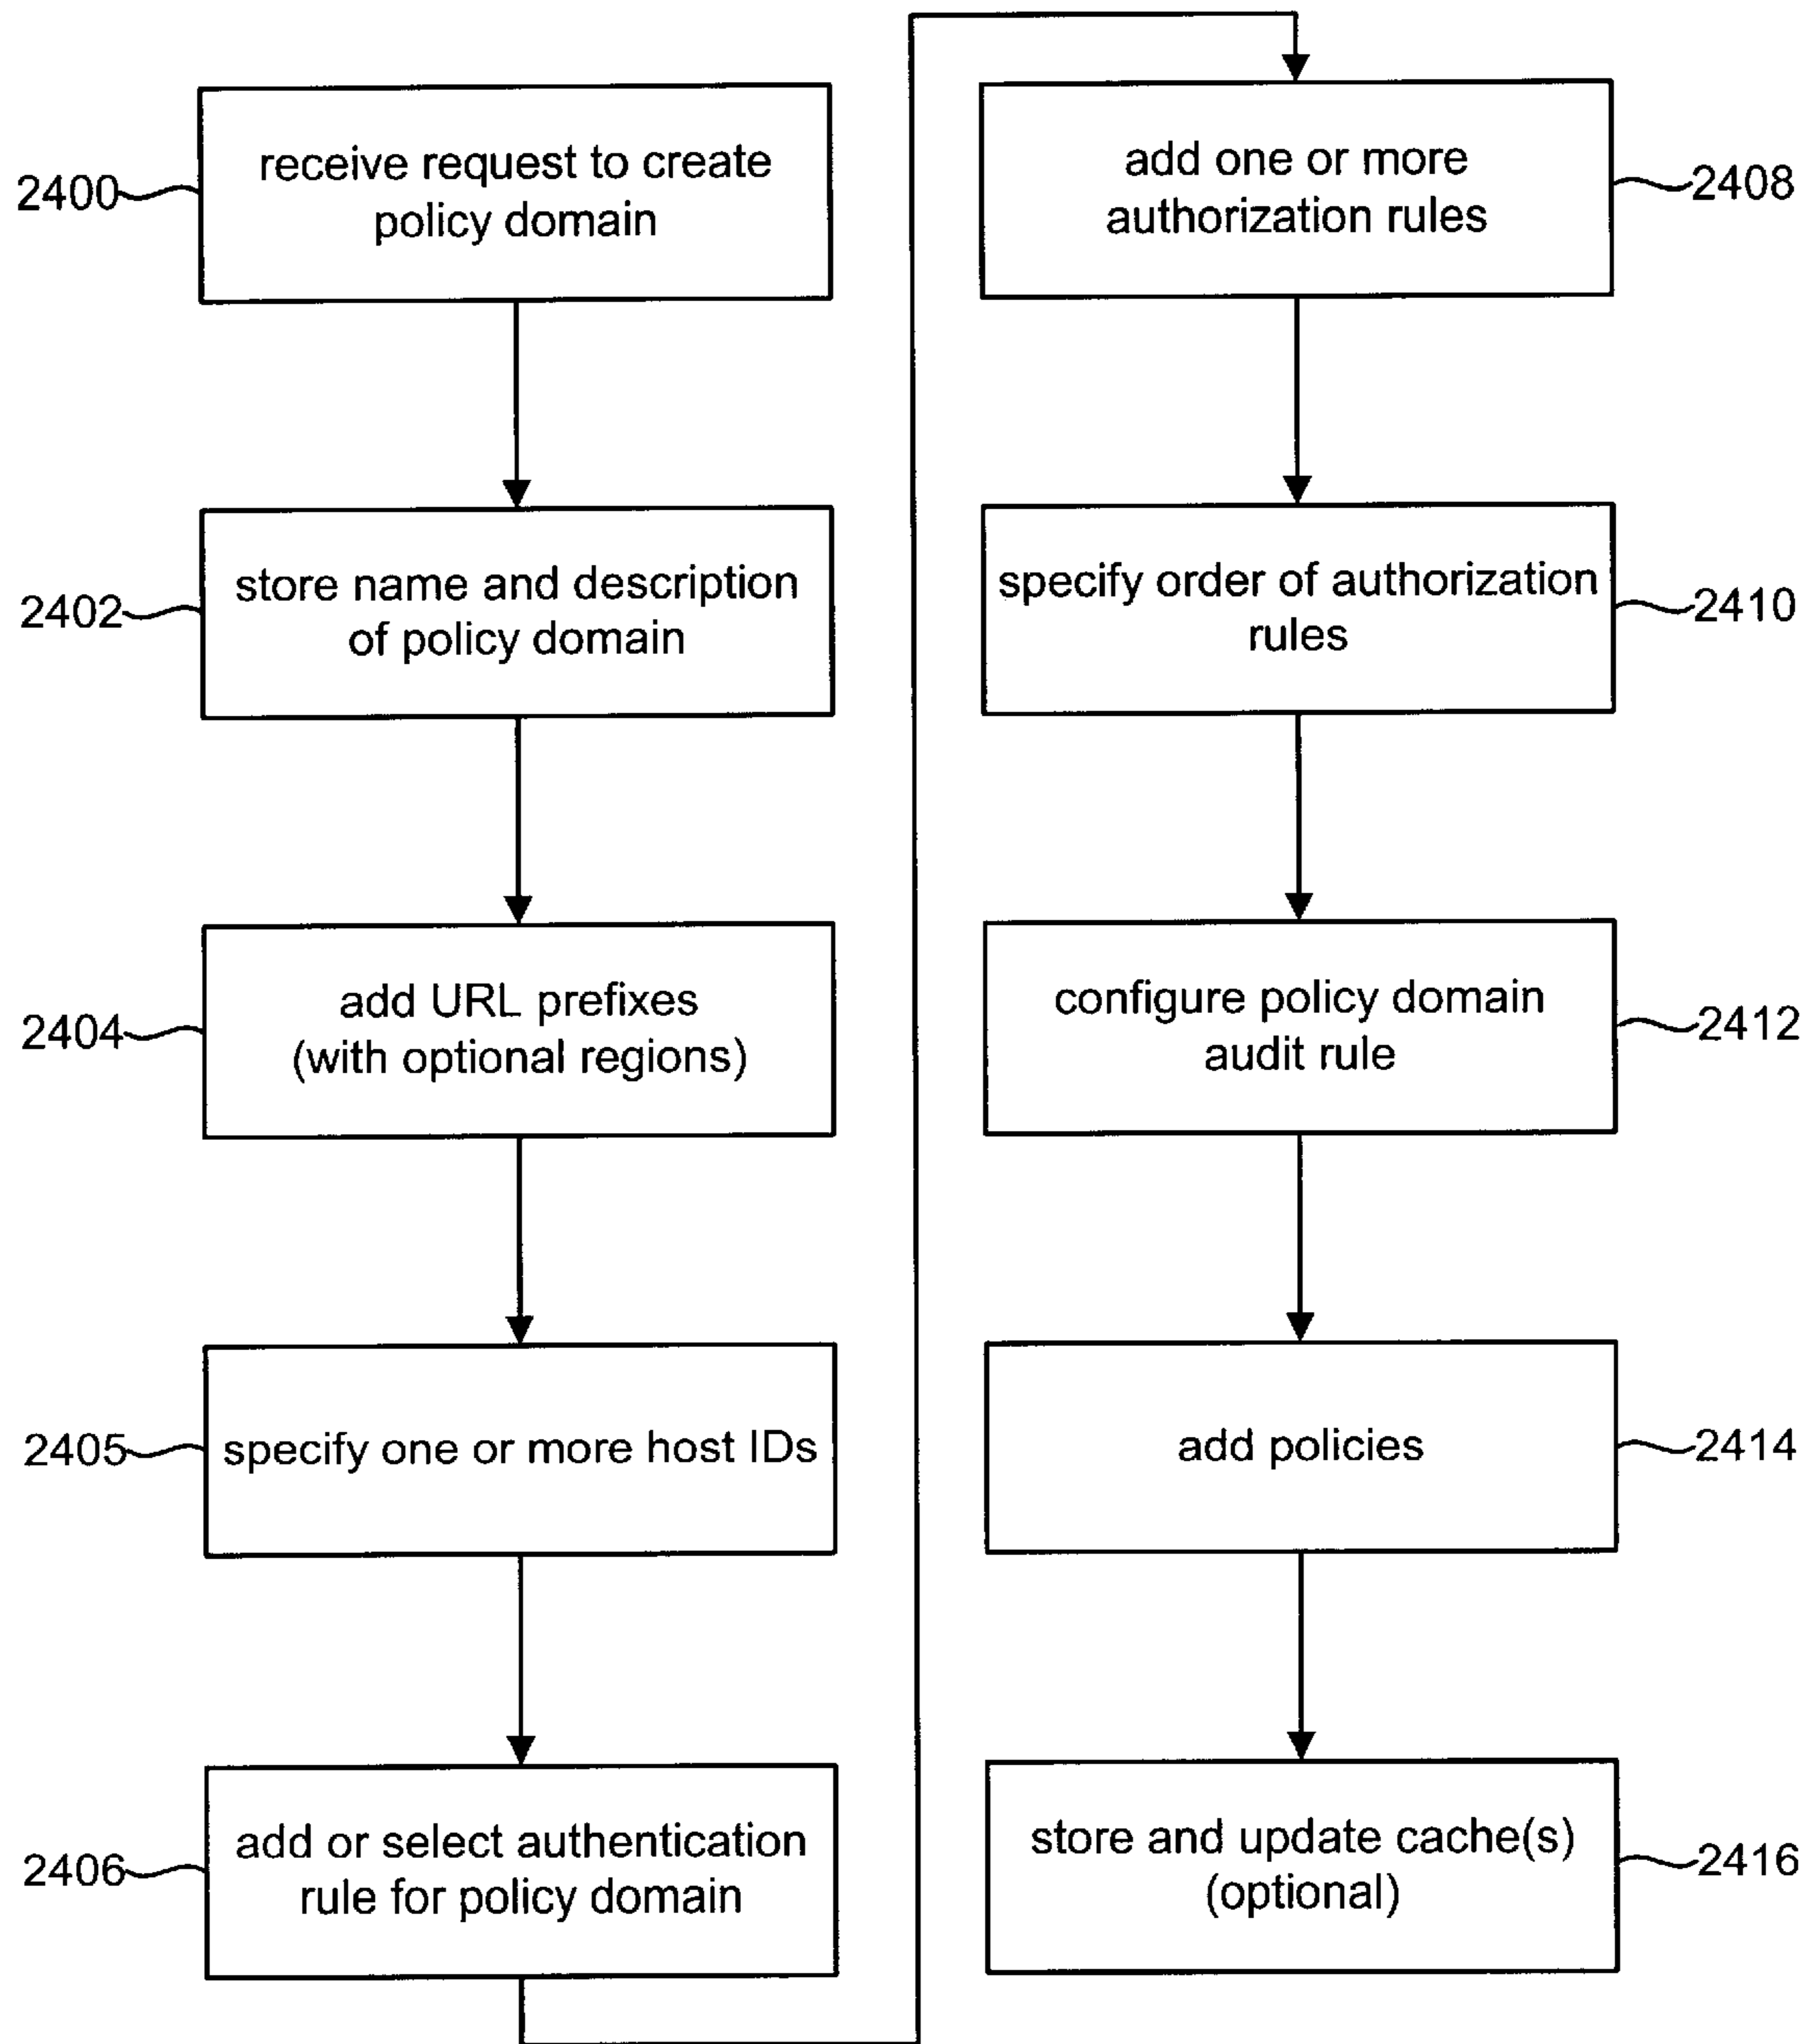 2400
receive request to create
policy domain
2402
store name and description
of policy domain
2404
add URL prefixes
(with optional regions)
2405
specify one or more host IDs
2406
add or select authentication
rule for policy domain
add one or more
authorization rules
2408
specify order of authorization
rules
2410
configure policy domain
audit rule
2412
add policies
2414
store and update cache(s)
(optional)
2416